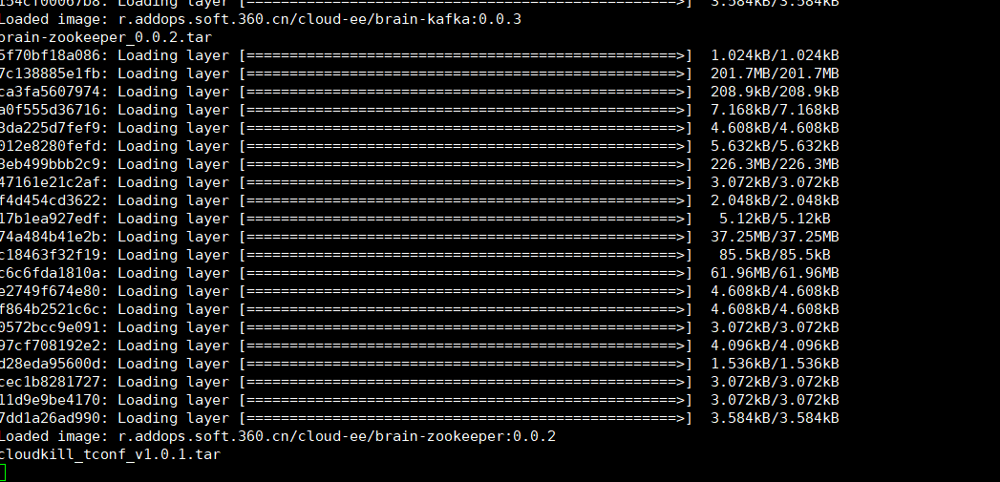 154cf00067b8: Loading layer [==================================================>]  3.584kB/3.584kB
Loaded image: r.addops.soft.360.cn/cloud-ee/brain-kafka:0.0.3
brain-zookeeper_0.0.2.tar
5f70bf18a086: Loading layer [==================================================>]  1.024kB/1.024kB
7c138885e1fb: Loading layer [==================================================>]  201.7MB/201.7MB
ca3fa5607974: Loading layer [==================================================>]  208.9kB/208.9kB
a0f555d36716: Loading layer [==================================================>]  7.168kB/7.168kB
3da225d7fef9: Loading layer [==================================================>]  4.608kB/4.608kB
012e8280fefd: Loading layer [==================================================>]  5.632kB/5.632kB
3eb499bbb2c9: Loading layer [==================================================>]  226.3MB/226.3MB
47161e21c2af: Loading layer [==================================================>]  3.072kB/3.072kB
f4d454cd3622: Loading layer [==================================================>]  2.048kB/2.048kB
17b1ea927edf: Loading layer [==================================================>]   5.12kB/5.12kB
74a484b41e2b: Loading layer [==================================================>]  37.25MB/37.25MB
c18463f32f19: Loading layer [==================================================>]   85.5kB/85.5kB
c6c6fda1810a: Loading layer [==================================================>]  61.96MB/61.96MB
e2749f674e80: Loading layer [==================================================>]  4.608kB/4.608kB
f864b2521c6c: Loading layer [==================================================>]  4.608kB/4.608kB
0572bcc9e091: Loading layer [==================================================>]  3.072kB/3.072kB
97cf708192e2: Loading layer [==================================================>]  4.096kB/4.096kB
d28eda95600d: Loading layer [==================================================>]  1.536kB/1.536kB
cec1b8281727: Loading layer [==================================================>]  3.072kB/3.072kB
11d9e9be4170: Loading layer [==================================================>]  3.072kB/3.072kB
7dd1a26ad990: Loading layer [==================================================>]  3.584kB/3.584kB
Loaded image: r.addops.soft.360.cn/cloud-ee/brain-zookeeper:0.0.2
cloudkill_tconf_v1.0.1.tar